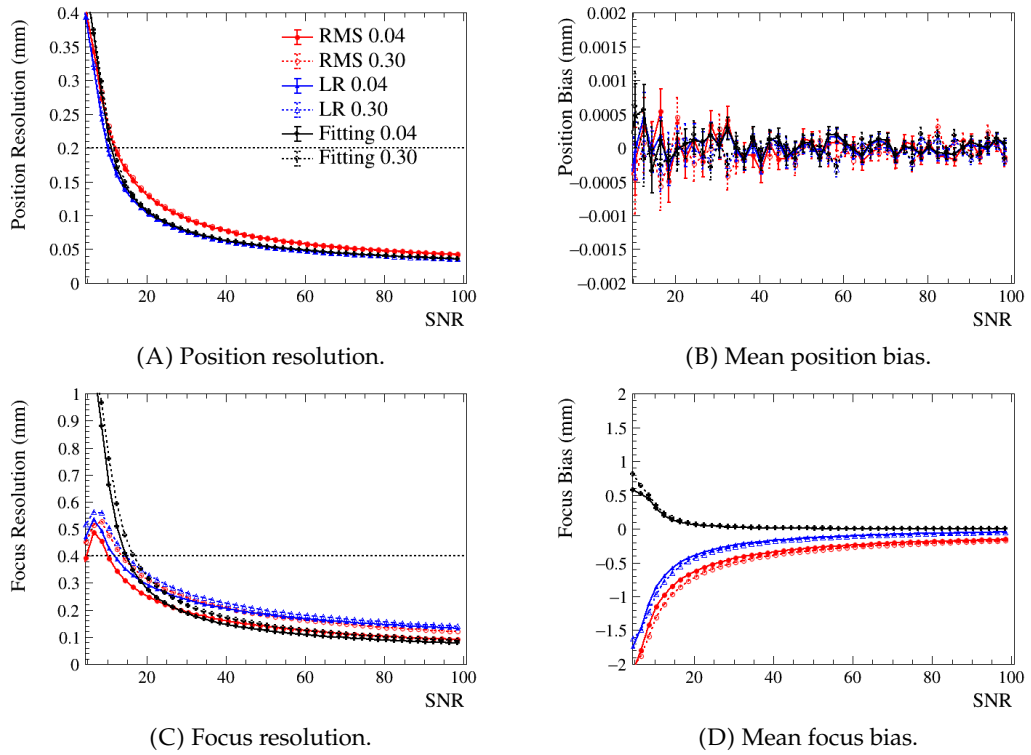 0.4
0.35
0.3
0.25
0.2
0.15
0.1
0.05
0
Position Resolution (mm)
RMS 0.04
RMS 0.30
LR 0.04
LR 0.30
Fitting 0.04
Fitting 0.30
20 40 60 80 100
SNR
(A) Position resolution.
0.002
0.0015
0.001
0.0005
0
−0.0005
−0.001
−0.0015
−0.002
Position Bias (mm)
20 40 60 80 100
SNR
(B) Mean position bias.
1
0.9
0.8
0.7
0.6
0.5
0.4
0.3
0.2
0.1
0
Focus Resolution (mm)
20 40 60 80 100
SNR
(C) Focus resolution.
2
1.5
1
0.5
0
−0.5
−1
−1.5
−2
Focus Bias (mm)
20 40 60 80 100
SNR
(D) Mean focus bias.